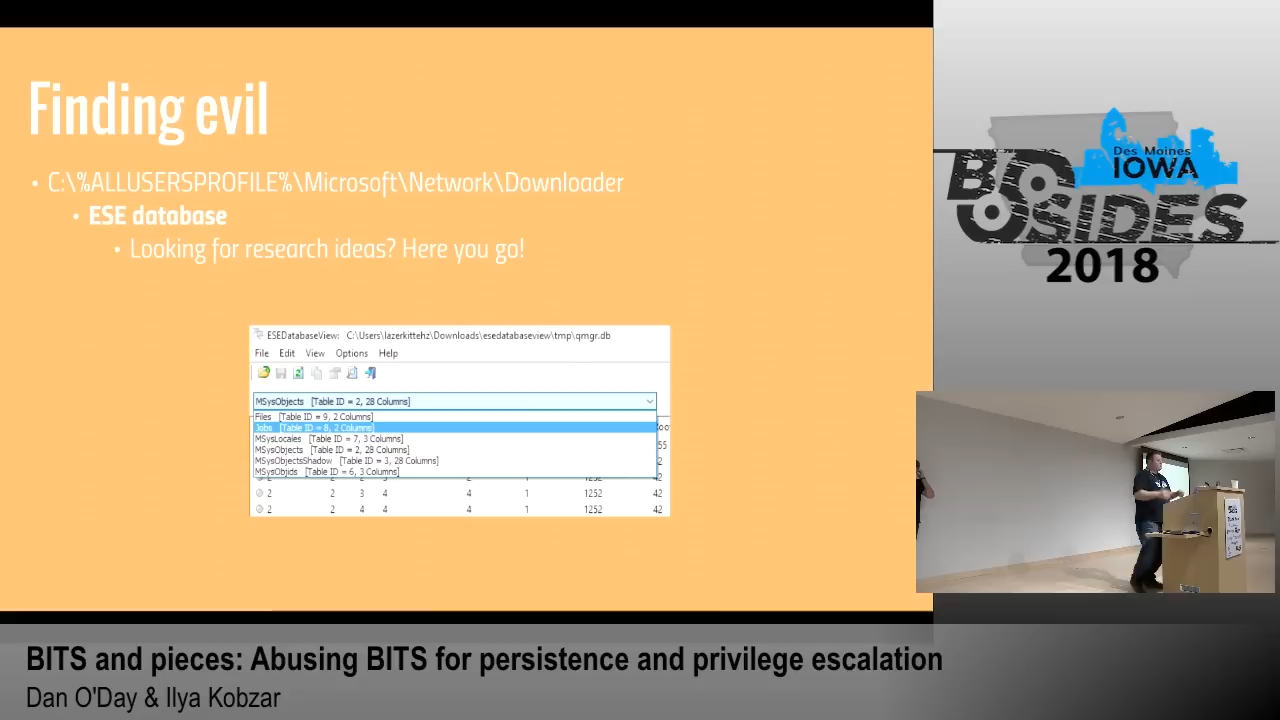 Finding evil
• C:\%ALLUSERSPROFILE%\Microsoft\Network\Downloader
• ESE database
• Looking for research ideas? Here you go!
ESEDatabaseView: C:\Users\lazerkittehz\Downloads\esedatabaseview\tmp\qmgr.db
File Edit View Options Help
MSysObjects [Table ID = 2, 28 Columns]
Files [Table ID = 9, 2 Columns]
Jobs [Table ID = 8, 2 Columns]
MSysLocales [Table ID = 7, 3 Columns]
MSysObjects [Table ID = 2, 28 Columns]
MSysObjectsShadow [Table ID = 3, 28 Columns]
MSysObjids [Table ID = 6, 3 Columns]
2 2 3 4 4 1 1252 42
2 2 4 4 4 1 1252 42
Des Moines
IOWA
BSIDES
2018
BITS and pieces: Abusing BITS for persistence and privilege escalation
Dan O'Day & Ilya Kobzar